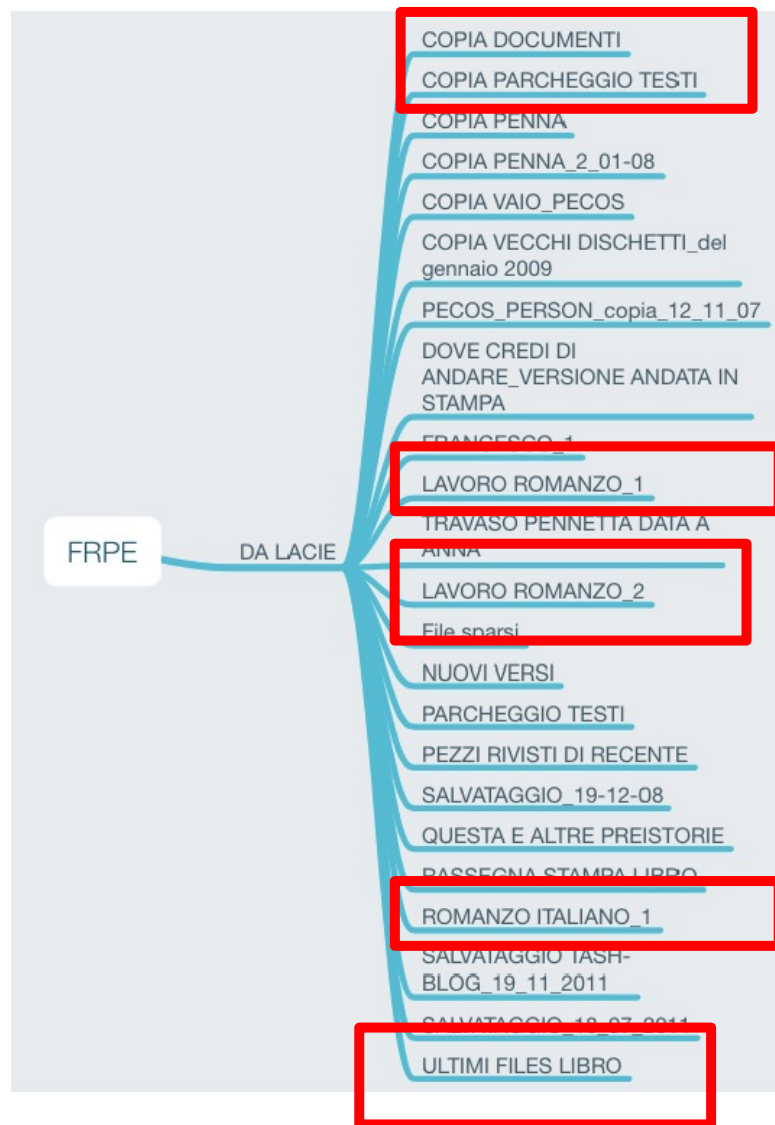 COPIA DOCUMENTI
COPIA PARCHEGGIO TESTI
COPIA PENNA
COPIA PENNA_2_01-08
COPIA VAIO_PECOS
COPIA VECCHI DISCHETTI_del
gennaio 2009
PECOS_PERSON_copia_12_11_07
DOVE CREDI DI
ANDARE_VERSIONE ANDATA IN
STAMPA
FRANCESCO_1
LAVORO ROMANZO_1
TRAVASO PENNETTA DATA A
ANNA
FRPE
DA LACIE
LAVORO ROMANZO_2
File sparsi
NUOVI VERSI
PARCHEGGIO TESTI
PEZZI RIVISTI DI RECENTE
SALVATAGGIO_19-12-08
QUESTA E ALTRE PREISTORIE
RASSEGNA STAMPA LIBRO
ROMANZO ITALIANO_1
SALVATAGGIO TASH-
BLOG_19_11_2011
SALVATAGGIO_18_07_2011
ULTIMI FILES LIBRO